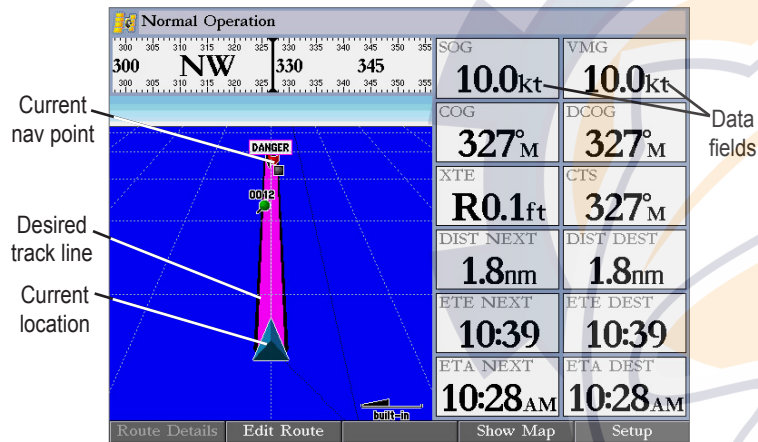 Normal Operation
300 305 310 315 320 325 330 335 340 345 350 355
300 NW 330 345
300 305 310 315 320 325 330 335 340 345 350 355
Current
nav point
Desired
track line
Current
location
DANGER
0012
built-in
SOG
10.0kt
VMG
10.0kt
COG
327°M
DCOG
327°M
XTE
R0.1ft
CTS
327°M
DIST NEXT
1.8nm
DIST DEST
1.8nm
ETE NEXT
10:39
ETE DEST
10:39
ETA NEXT
10:28AM
ETA DEST
10:28AM
Data
fields
Route Details Edit Route Show Map Setup